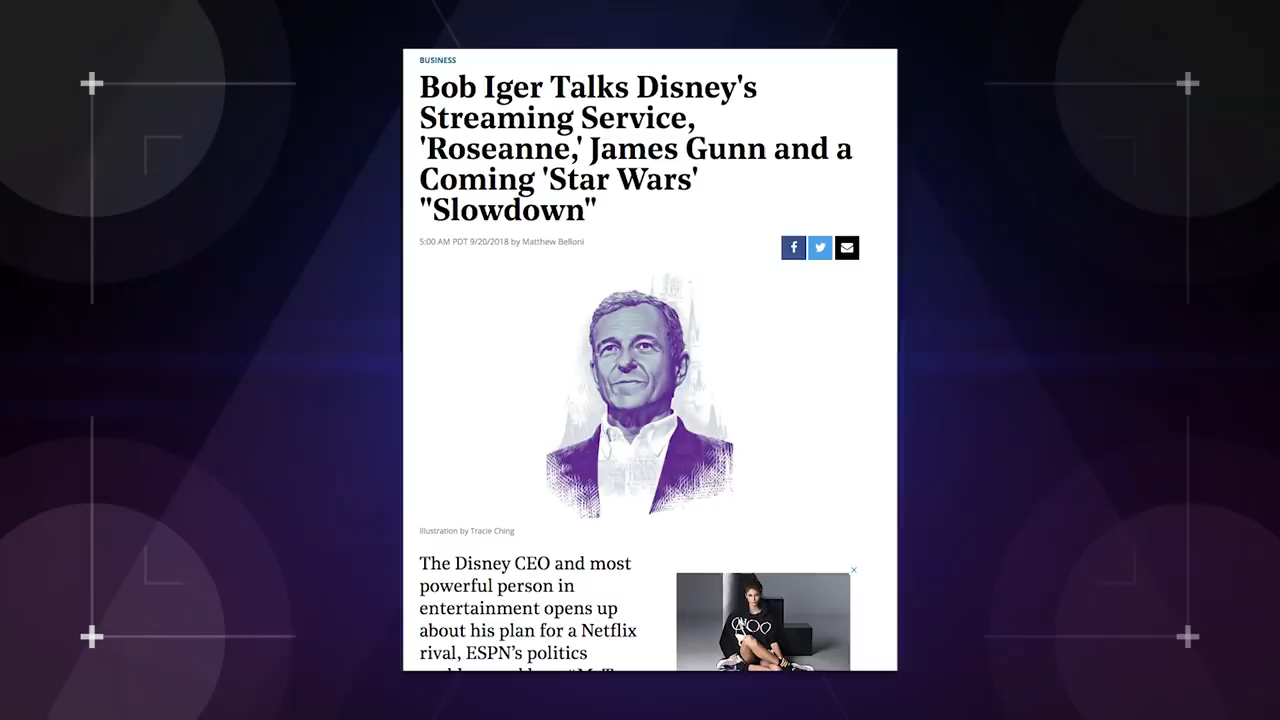 BUSINESS
Bob Iger Talks Disney's
Streaming Service,
'Roseanne,' James Gunn and a
Coming 'Star Wars'
"Slowdown"
5:00 AM PDT 9/20/2018 by Matthew Belloni
Illustration by Tracie Ching
The Disney CEO and most
powerful person in
entertainment opens up
about his plan for a Netflix
rival, ESPN's politics